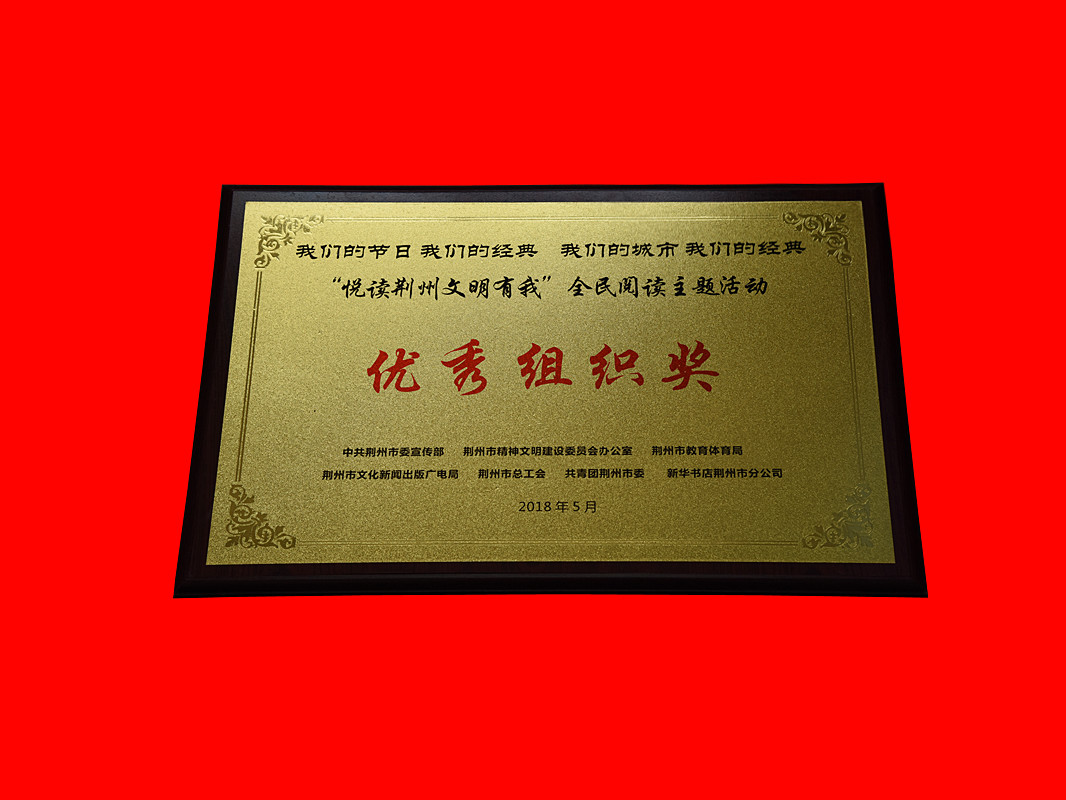 我们的节日 我们的经典 我们的城市 我们的经典
“悦读荆州文明有我”全民阅读主题活动
优秀组织奖
中共荆州市委宣传部 荆州市精神文明建设委员会办公室 荆州市教育体育局
荆州市文化新闻出版广电局 荆州市总工会 共青团荆州市委 新华书店荆州市分公司
2018年5月